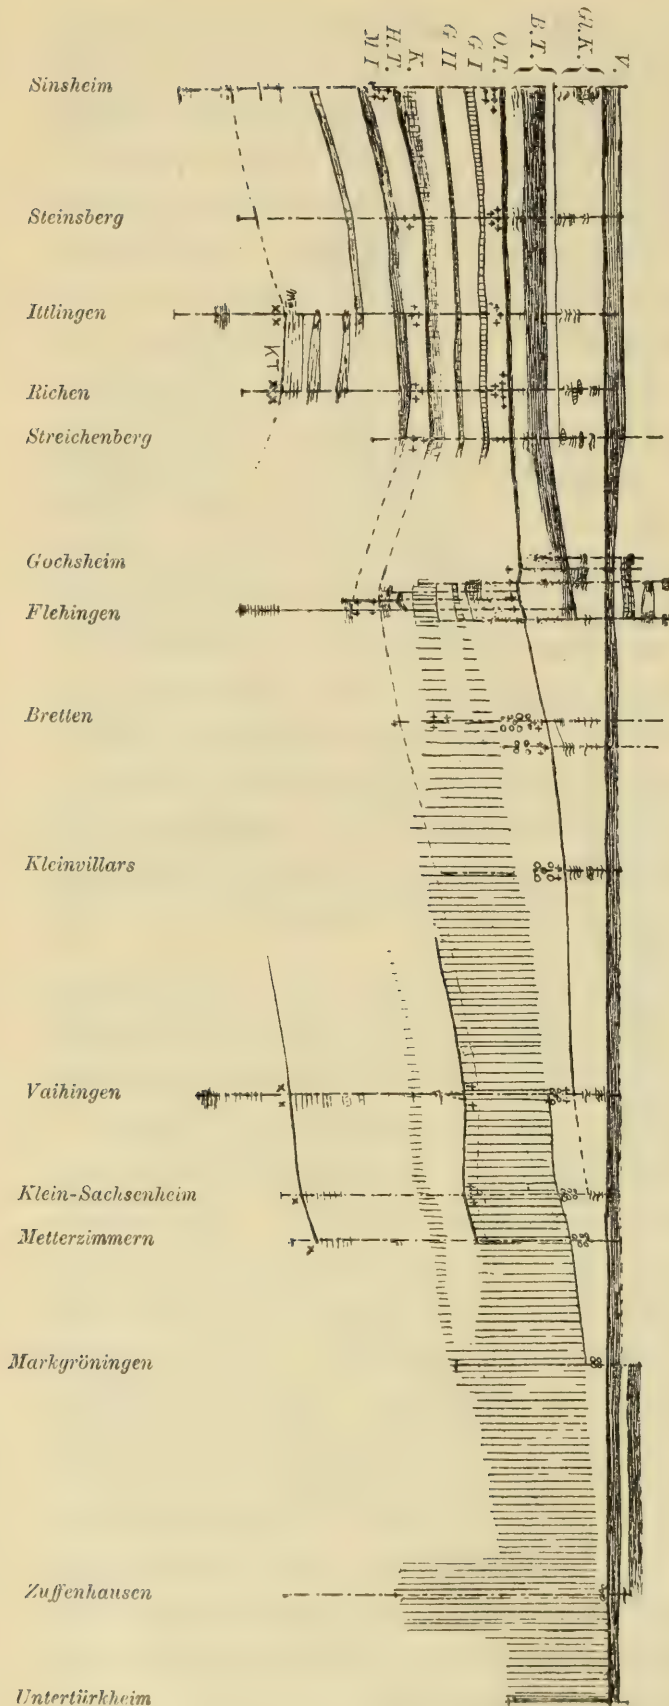 M I
H.T.
K.
G II
G I
O.T.
B.T.
Gl.K.
V.
Sinsheim
Steinsberg
Ittlingen
KT
Richen
Streichenberg
Gochsheim
Flehingen
Bretten
Kleinvillars
Vaihingen
Klein-Sachsenheim
Metterzimmern
Markgröningen
Zuffenhausen
Untertürkheim